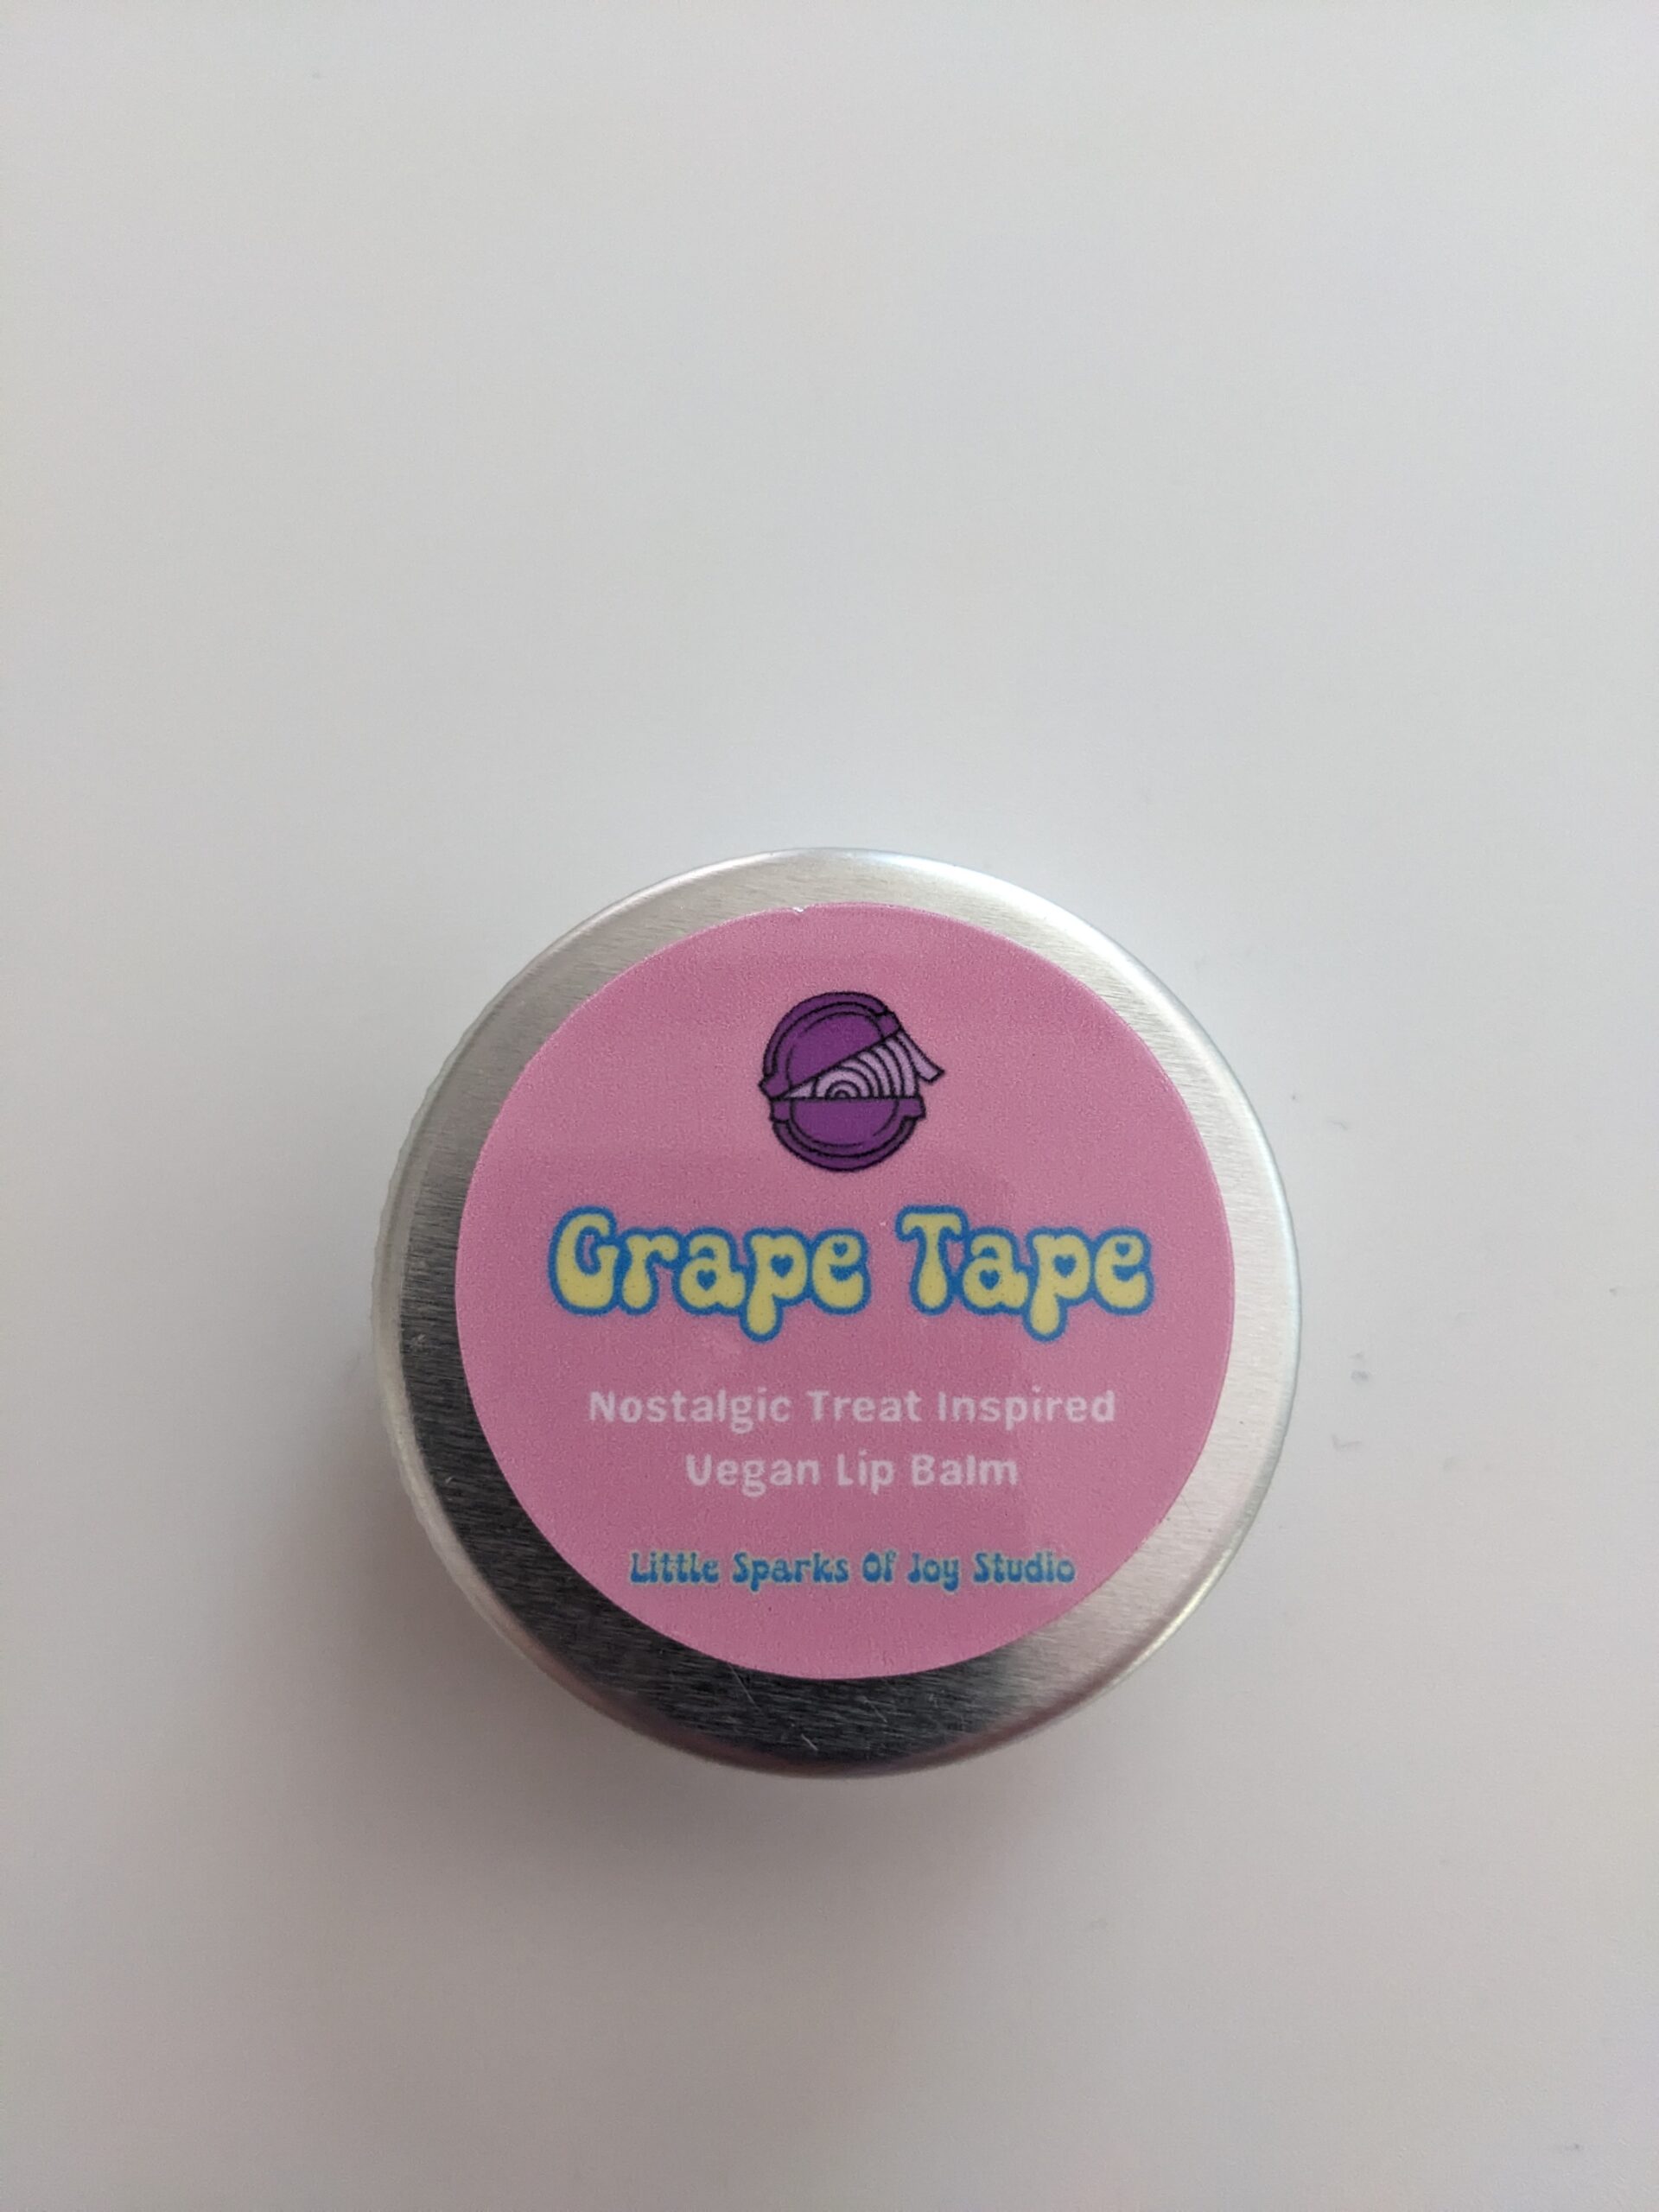 Grape Tape
Nostalgic Treat Inspired
Vegan Lip Balm
Little Sparks Of Joy Studio